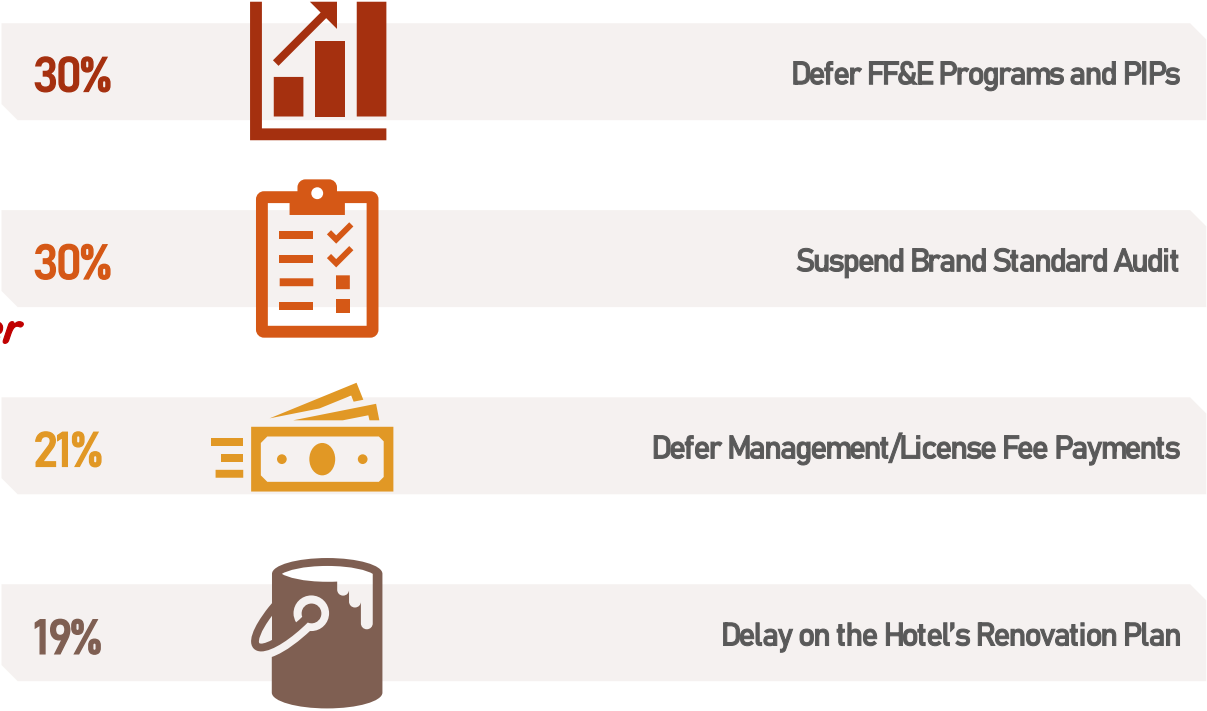 30% Defer FF&E Programs and PIPs
30% Suspend Brand Standard Audit
21% Defer Management/License Fee Payments
19% Delay on the Hotel's Renovation Plan